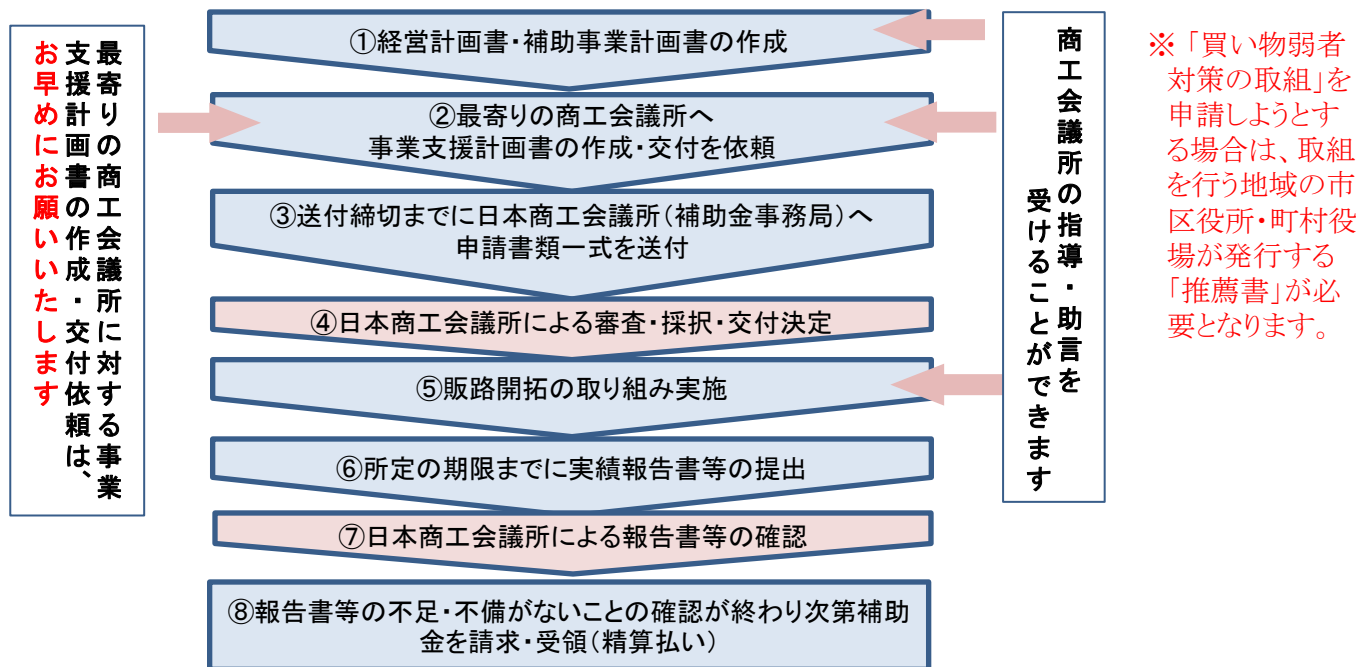 最寄りの商工会議所に対する事業
支援計画書の作成・交付依頼は、
お早めにお願いいたします
①経営計画書・補助事業計画書の作成
②最寄りの商工会議所へ
事業支援計画書の作成・交付を依頼
③送付締切までに日本商工会議所（補助金事務局）へ
申請書類一式を送付
④日本商工会議所による審査・採択・交付決定
⑤販路開拓の取り組み実施
⑥所定の期限までに実績報告書等の提出
⑦日本商工会議所による報告書等の確認
⑧報告書等の不足・不備がないことの確認が終わり次第補助
金を請求・受領（精算払い）
商工会議所の指導・助言を
受けることができます
※「買い物弱者
対策の取組」を
申請しようとす
る場合は、取組
を行う地域の市
区役所・町村役
場が発行する
「推薦書」が必
要となります。